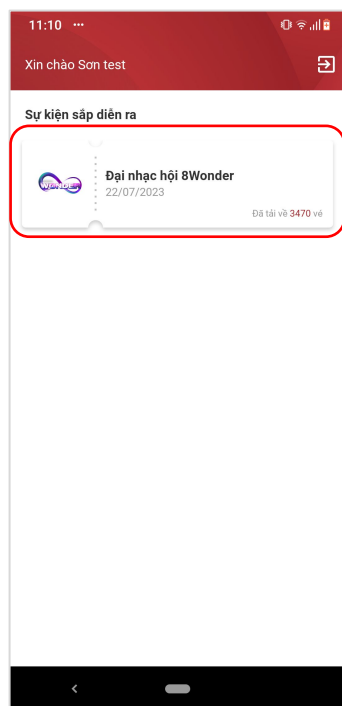 11:10 ···
Xin chào Sơn test
Sự kiện sắp diễn ra
WONDER
Đại nhạc hội 8Wonder
22/07/2023
Đã tải về 3470 vé